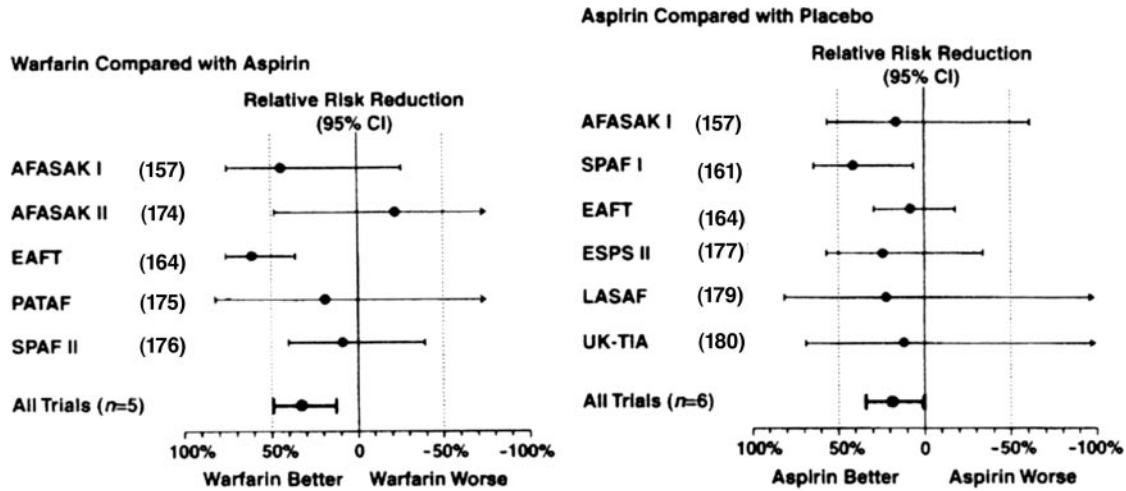 Warfarin Compared with Aspirin
Relative Risk Reduction
(95% CI)
AFASAK I (157)
AFASAK II (174)
EAFT (164)
PATAF (175)
SPAF II (176)
All Trials (n=5)
100% 50% 0 -50% -100%
Warfarin Better Warfarin Worse
Aspirin Compared with Placebo
Relative Risk Reduction
(95% CI)
AFASAK I (157)
SPAF I (161)
EAFT (164)
ESPS II (177)
LASAF (179)
UK-TIA (180)
All Trials (n=6)
100% 50% 0 -50% -100%
Aspirin Better Aspirin Worse